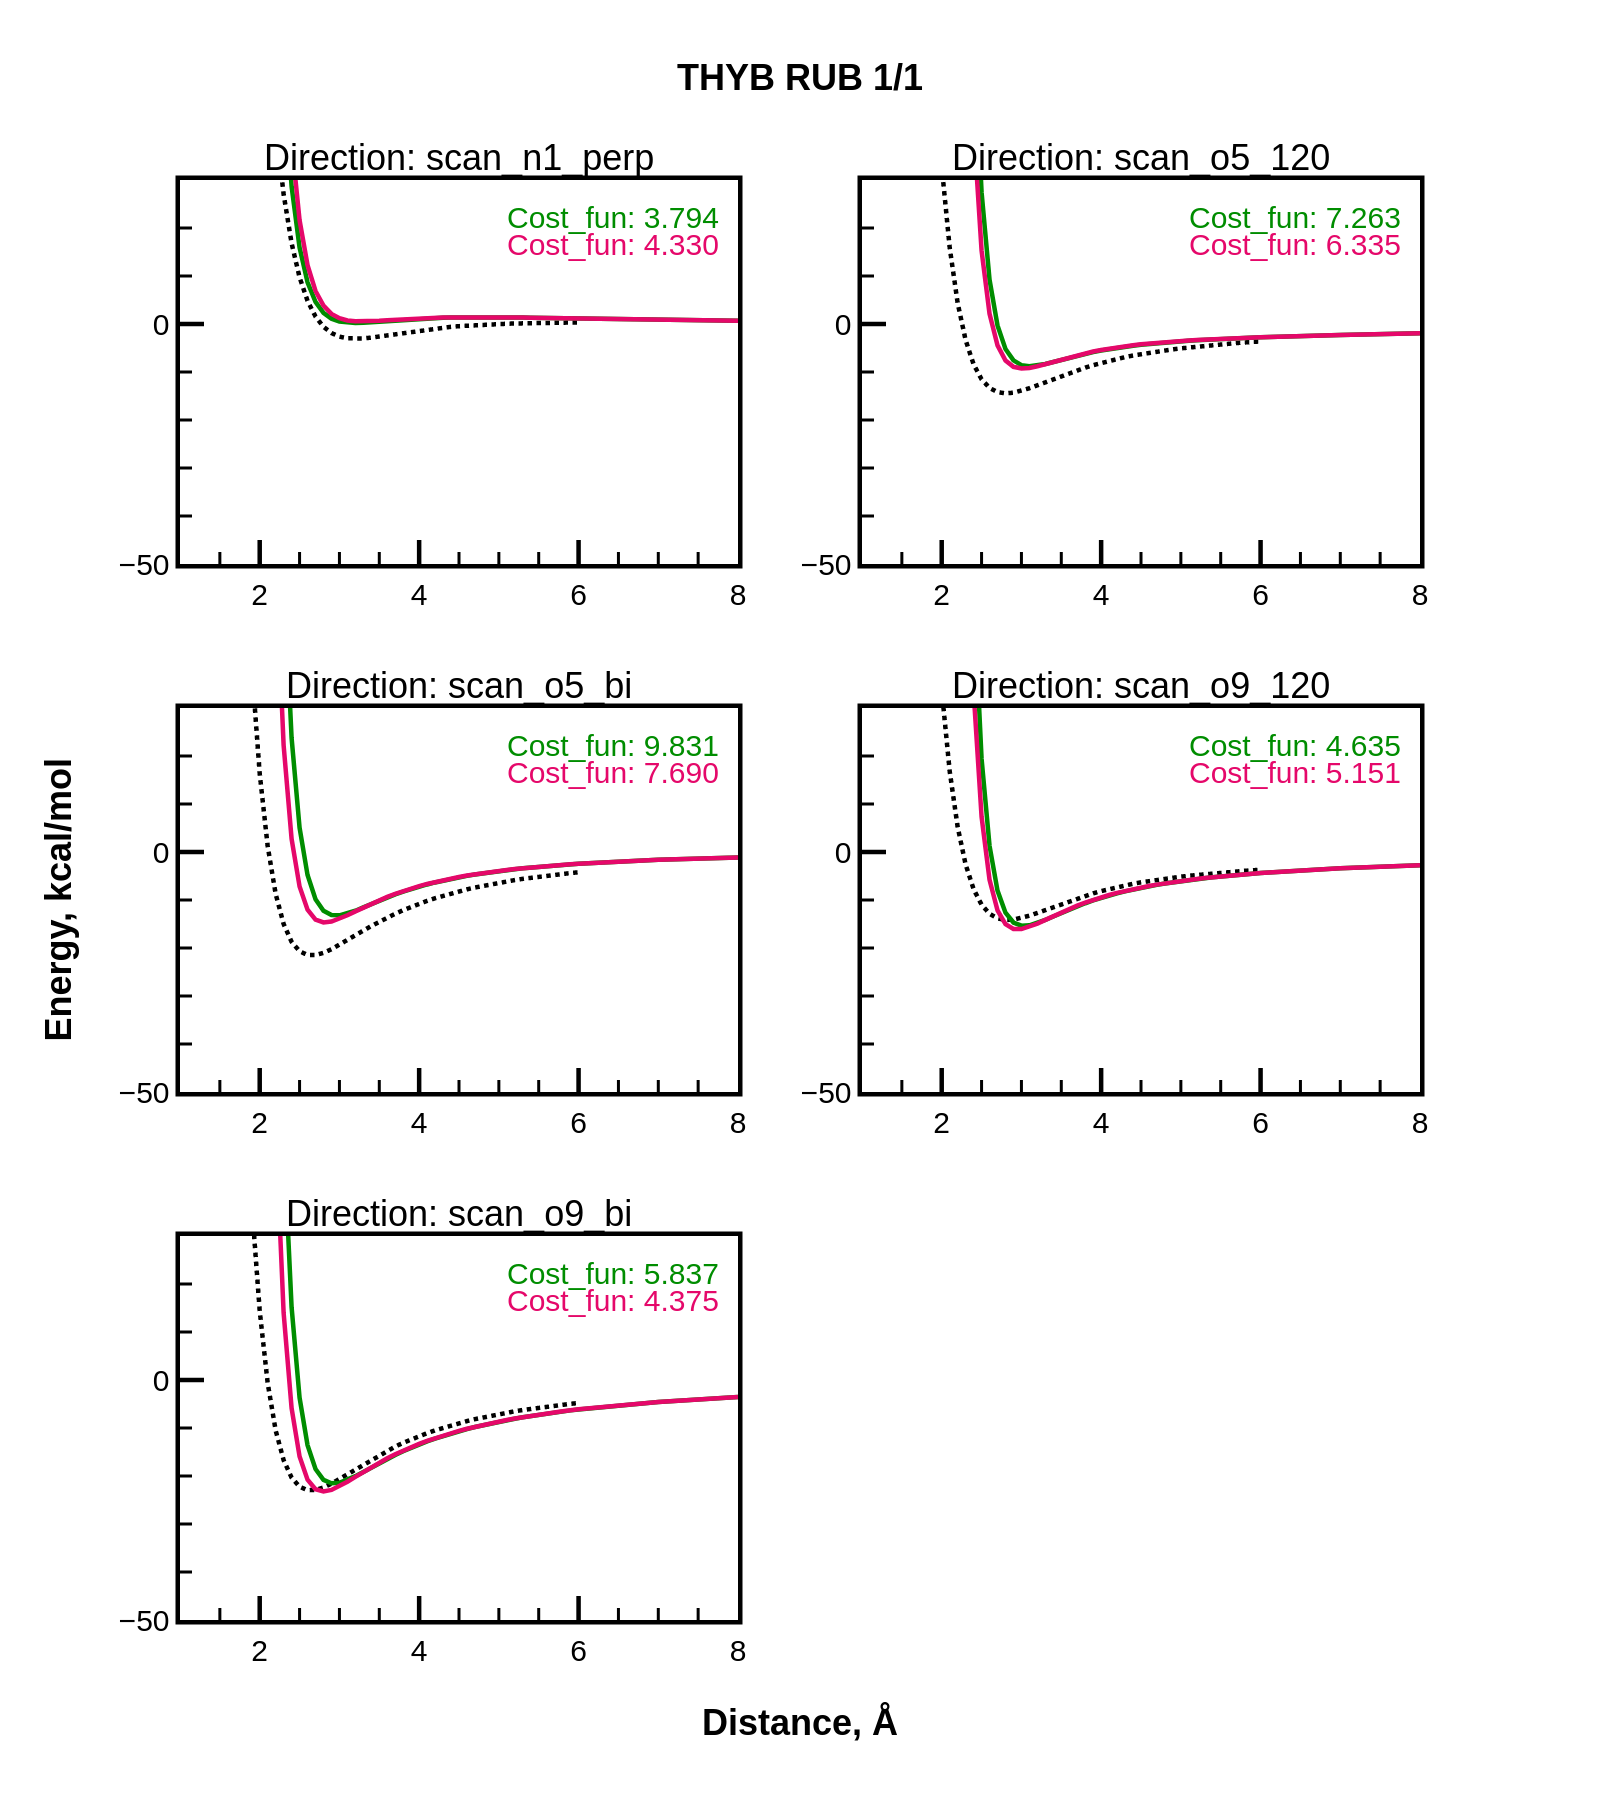 THYB RUB 1/1
Direction: scan_n1_perp
Cost_fun: 3.794
Cost_fun: 4.330
0
−50
2 4 6 8
Direction: scan_o5_120
Cost_fun: 7.263
Cost_fun: 6.335
0
−50
2 4 6 8
Energy, kcal/mol
Direction: scan_o5_bi
Cost_fun: 9.831
Cost_fun: 7.690
0
−50
2 4 6 8
Direction: scan_o9_120
Cost_fun: 4.635
Cost_fun: 5.151
0
−50
2 4 6 8
Direction: scan_o9_bi
Cost_fun: 5.837
Cost_fun: 4.375
0
−50
2 4 6 8
Distance, Å